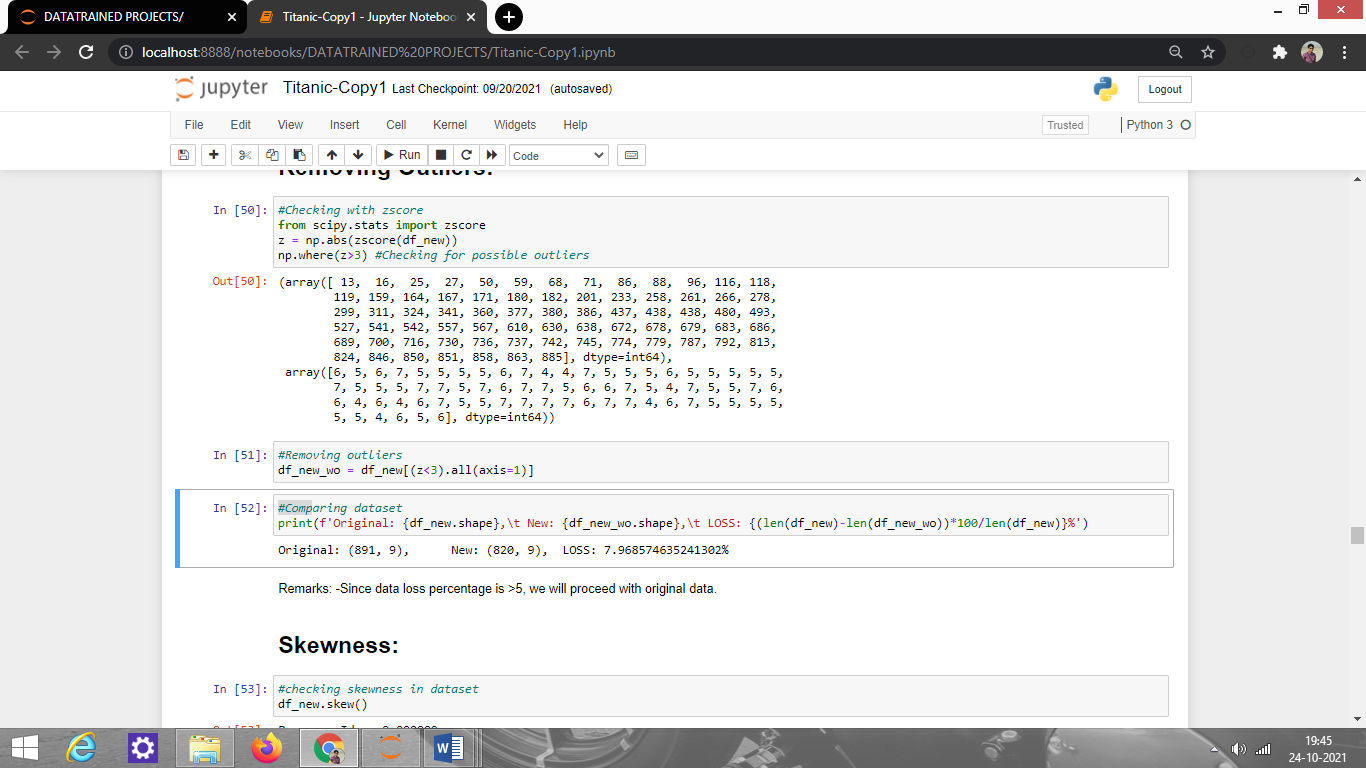 DATATRAINED PROJECTS/
Titanic-Copy1 - Jupyter Noteboo
localhost:8888/notebooks/DATATRAINED%20PROJECTS/Titanic-Copy1.ipynb
jupyter Titanic-Copy1 Last Checkpoint: 09/20/2021 (autosaved)
Logout
File Edit View Insert Cell Kernel Widgets Help
Trusted
Python 3
Run
Code
Removing Outliers:
In [50]: #Checking with zscore
from scipy.stats import zscore
z = np.abs(zscore(df_new))
np.where(z>3) #Checking for possible outliers
Out[50]: (array([ 13, 16, 25, 27, 50, 59, 68, 71, 86, 88, 96, 116, 118,
119, 159, 164, 167, 171, 180, 182, 201, 233, 258, 261, 266, 278,
299, 311, 324, 341, 360, 377, 380, 386, 437, 438, 438, 480, 493,
527, 541, 542, 557, 567, 610, 630, 638, 672, 678, 679, 683, 686,
689, 700, 716, 730, 736, 737, 742, 745, 774, 779, 787, 792, 813,
824, 846, 850, 851, 858, 863, 885], dtype=int64),
array([6, 5, 6, 7, 5, 5, 5, 5, 6, 7, 4, 4, 7, 5, 5, 5, 6, 5, 5, 5, 5, 5,
7, 5, 5, 5, 7, 7, 5, 7, 6, 7, 7, 5, 6, 6, 7, 5, 4, 7, 5, 5, 7, 6,
6, 4, 6, 4, 6, 7, 5, 5, 7, 7, 7, 7, 6, 7, 7, 4, 6, 7, 5, 5, 5, 5,
5, 5, 4, 6, 5, 6], dtype=int64))
In [51]: #Removing outliers
df_new_wo = df_new[(z<3).all(axis=1)]
In [52]: #Comparing dataset
print(f'Original: {df_new.shape},\t New: {df_new_wo.shape},\t LOSS: {(len(df_new)-len(df_new_wo))*100/len(df_new)}%')
Original: (891, 9), New: (820, 9), LOSS: 7.968574635241302%
Remarks: -Since data loss percentage is >5, we will proceed with original data.
Skewness:
In [53]: #checking skewness in dataset
df_new.skew()
19:45
24-10-2021